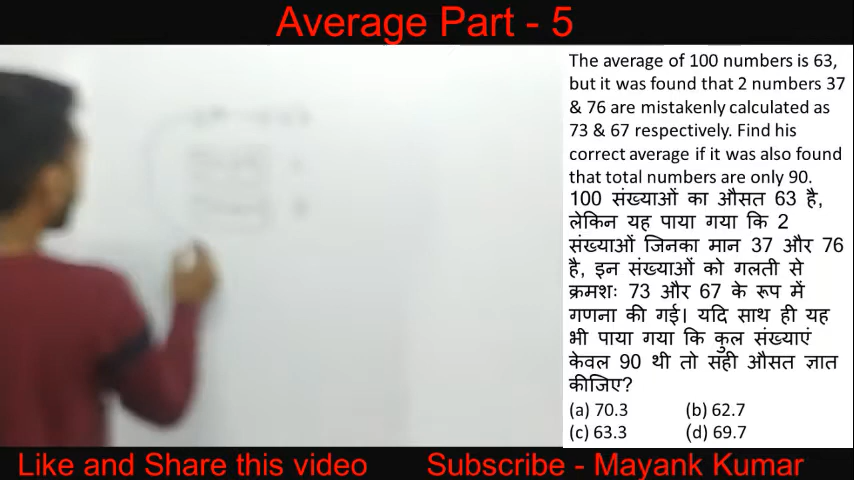 Average Part - 5
The average of 100 numbers is 63,
but it was found that 2 numbers 37
& 76 are mistakenly calculated as
73 & 67 respectively. Find his
correct average if it was also found
that total numbers are only 90.
100 संख्याओं का औसत 63 है,
लेकिन यह पाया गया कि 2
संख्याओं जिनका मान 37 और 76
है, इन संख्याओं को गलती से
क्रमशः 73 और 67 के रूप में
गणना की गई। यदि साथ ही यह
भी पाया गया कि कुल संख्याएं
केवल 90 थी तो सही औसत ज्ञात
कीजिए?
(a) 70.3 (b) 62.7
(c) 63.3 (d) 69.7
Like and Share this video Subscribe - Mayank Kumar